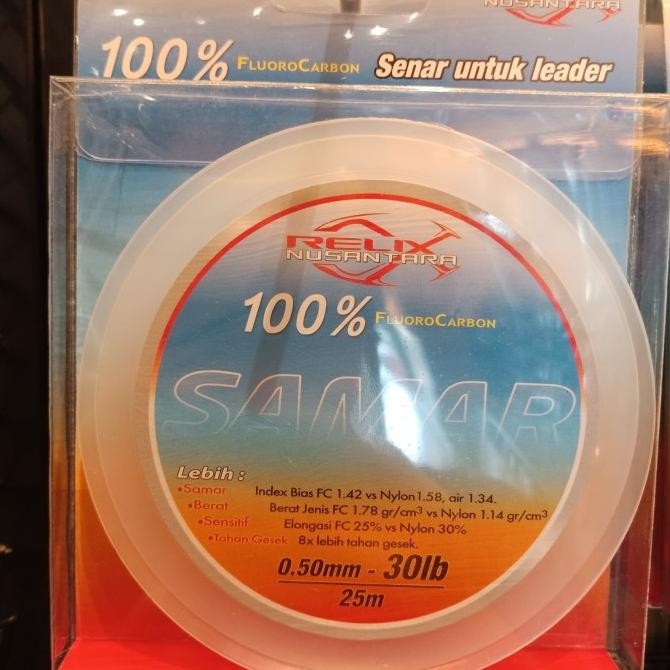 NUSANTARA
100% FLUOROCARBON Senar untuk leader
RELIX
NUSANTARA
100% FLUOROCARBON
SAMAR
Lebih :
•Samar Index Bias FC 1.42 vs Nylon1.58, air 1.34.
•Berat Berat Jenis FC 1.78 gr/cm³ vs Nylon 1.14 gr/cm³
•Sensitif Elongasi FC 25% vs Nylon 30%
•Tahan Gesek 8x lebih tahan gesek.
0.50mm - 30lb
25m